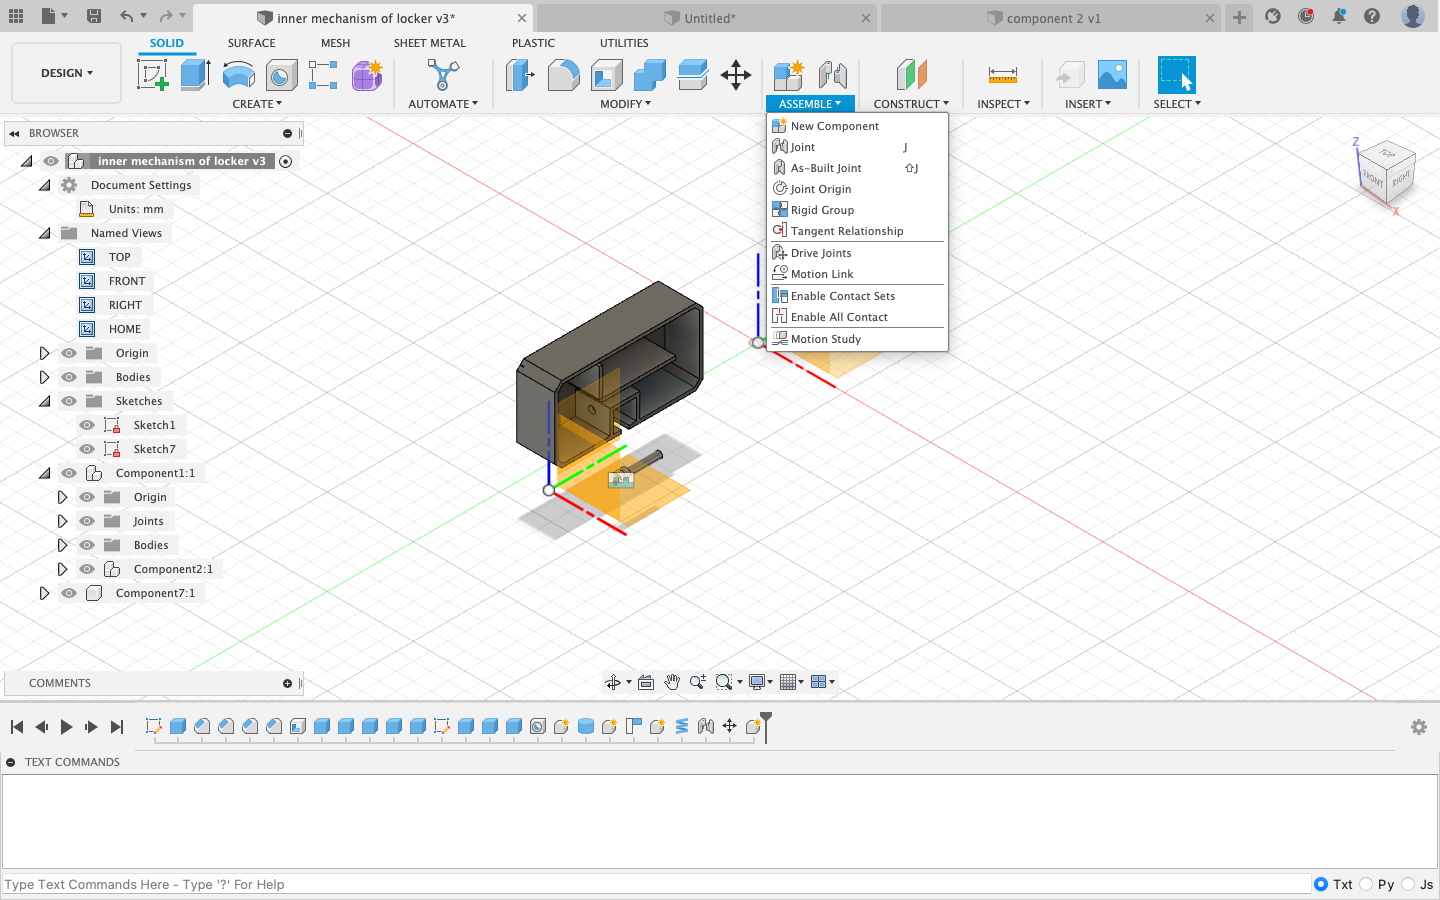 inner mechanism of locker v3*
Untitled*
component 2 v1
SOLID
SURFACE
MESH
SHEET METAL
PLASTIC
UTILITIES
DESIGN
CREATE
AUTOMATE
MODIFY
ASSEMBLE
CONSTRUCT
INSPECT
INSERT
SELECT
New Component
Joint J
As-Built Joint ⇧J
Joint Origin
Rigid Group
Tangent Relationship
Drive Joints
Motion Link
Enable Contact Sets
Enable All Contact
Motion Study
BROWSER
inner mechanism of locker v3
Document Settings
Units: mm
Named Views
TOP
FRONT
RIGHT
HOME
Origin
Bodies
Sketches
Sketch1
Sketch7
Component1:1
Origin
Joints
Bodies
Component2:1
Component7:1
Z
TOP
FRONT
RIGHT
X
COMMENTS
TEXT COMMANDS
Type Text Commands Here - Type '?' For Help
Txt
Py
Js